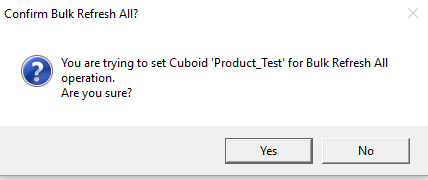 Confirm Bulk Refresh All?
You are trying to set Cuboid 'Product_Test' for Bulk Refresh All
operation.
Are you sure?
Yes
No